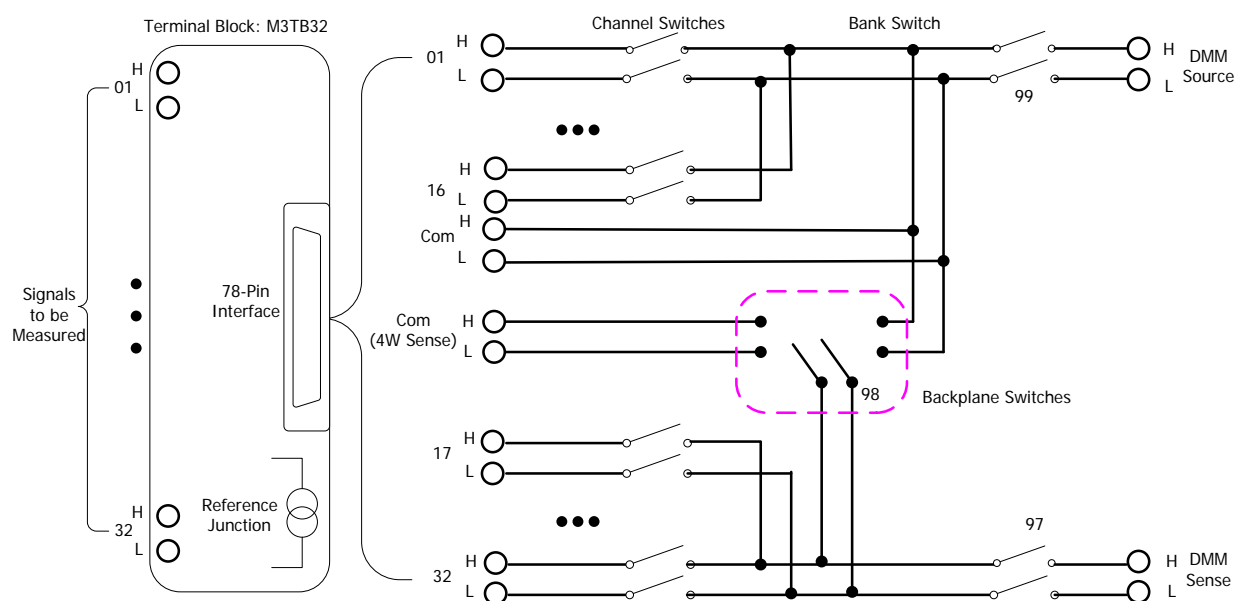 Terminal Block: M3TB32
Channel Switches
Bank Switch
H
01
L
Signals
to be
Measured
78-Pin
Interface
Reference
Junction
H
32
L
H
01
L
H
16
L
H
Com
L
Com
(4W Sense)
H
L
H
17
L
H
32
L
99
H
L
DMM
Source
98
Backplane Switches
97
H
L
DMM
Sense